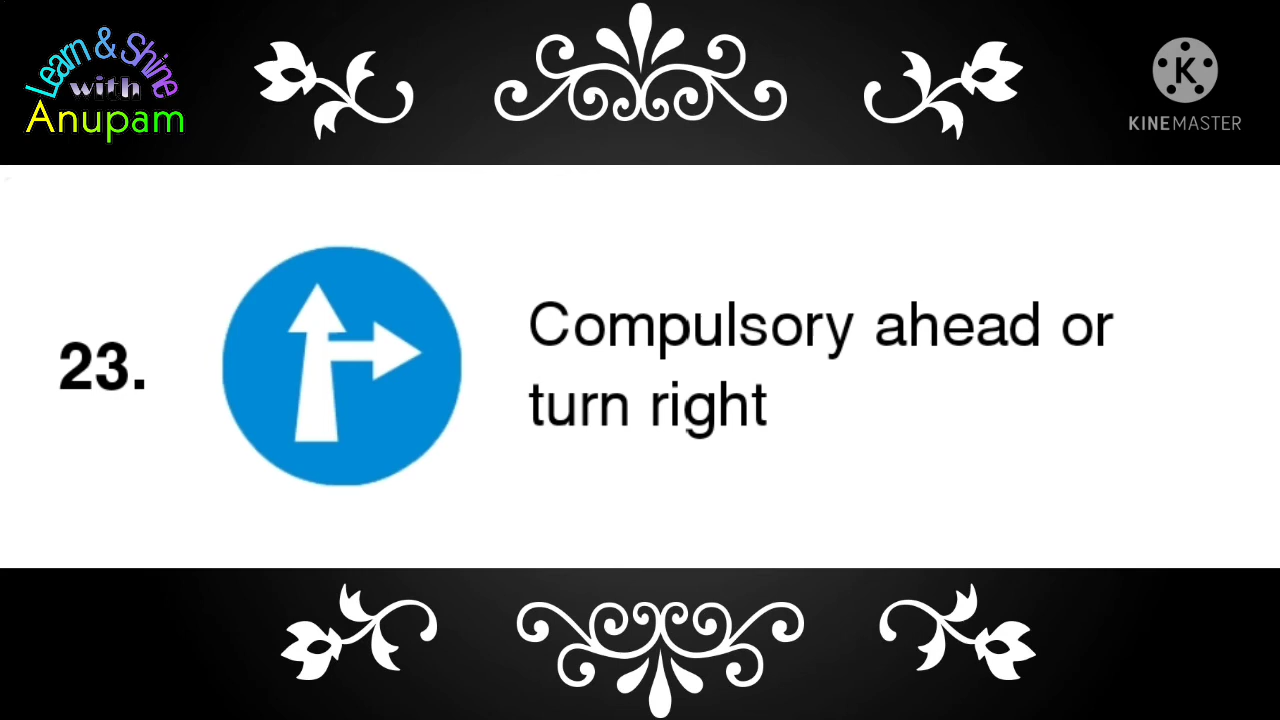 Learn & Shine
with
Anupam
K
KINEMASTER
23.
Compulsory ahead or
turn right